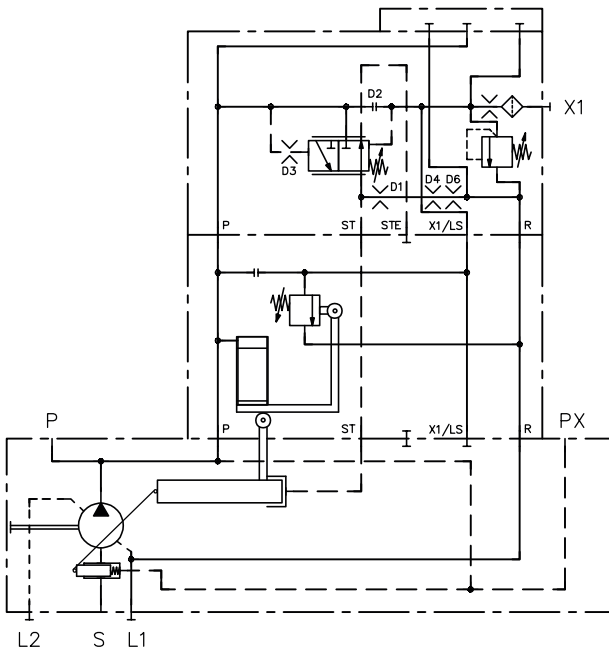 D2
X1
D3
D1 D4 D6
P ST STE X1/LS R
P PX
P ST X1/LS R
L2 S L1